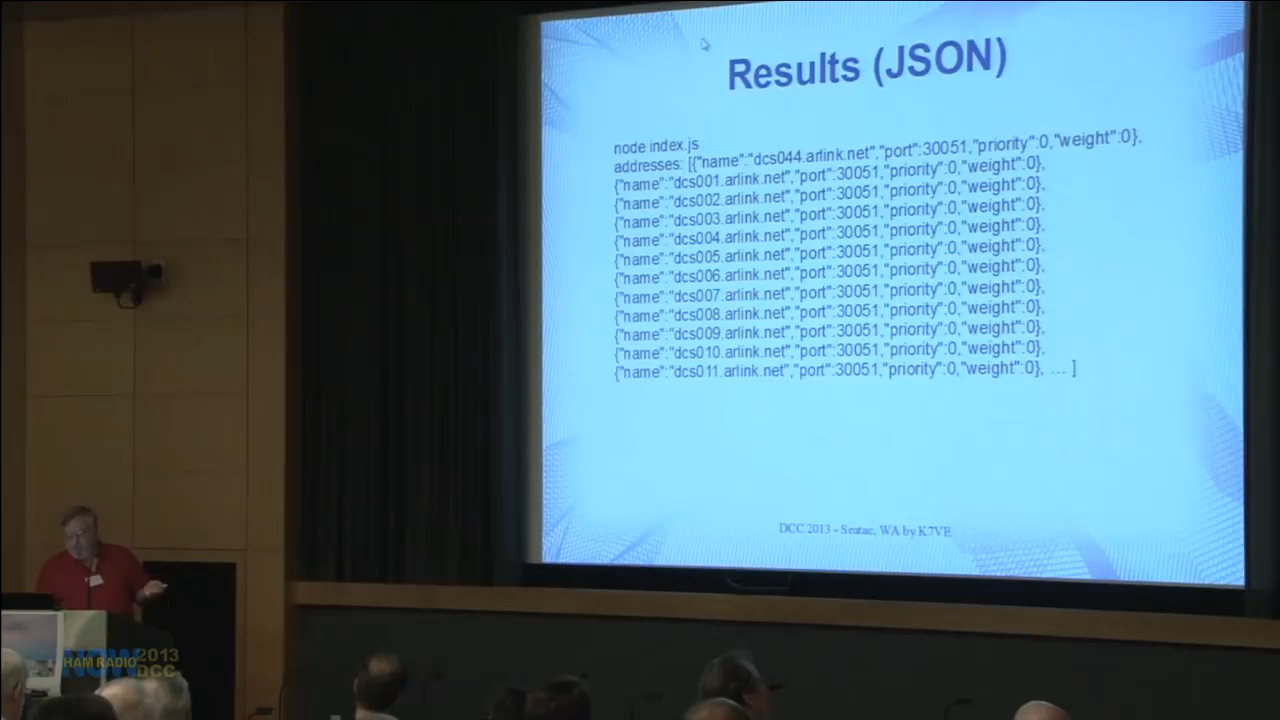 Results (JSON)
node index.js
addresses: [{"name":"dcs044.arlink.net","port":30051,"priority":0,"weight":0},
{"name":"dcs001.arlink.net","port":30051,"priority":0,"weight":0},
{"name":"dcs002.arlink.net","port":30051,"priority":0,"weight":0},
{"name":"dcs003.arlink.net","port":30051,"priority":0,"weight":0},
{"name":"dcs004.arlink.net","port":30051,"priority":0,"weight":0},
{"name":"dcs005.arlink.net","port":30051,"priority":0,"weight":0},
{"name":"dcs006.arlink.net","port":30051,"priority":0,"weight":0},
{"name":"dcs007.arlink.net","port":30051,"priority":0,"weight":0},
{"name":"dcs008.arlink.net","port":30051,"priority":0,"weight":0},
{"name":"dcs009.arlink.net","port":30051,"priority":0,"weight":0},
{"name":"dcs010.arlink.net","port":30051,"priority":0,"weight":0},
{"name":"dcs011.arlink.net","port":30051,"priority":0,"weight":0}, ... ]
DCC 2013 - Seatac, WA by K7VE
HAM RADIO NOW 2013 DCC